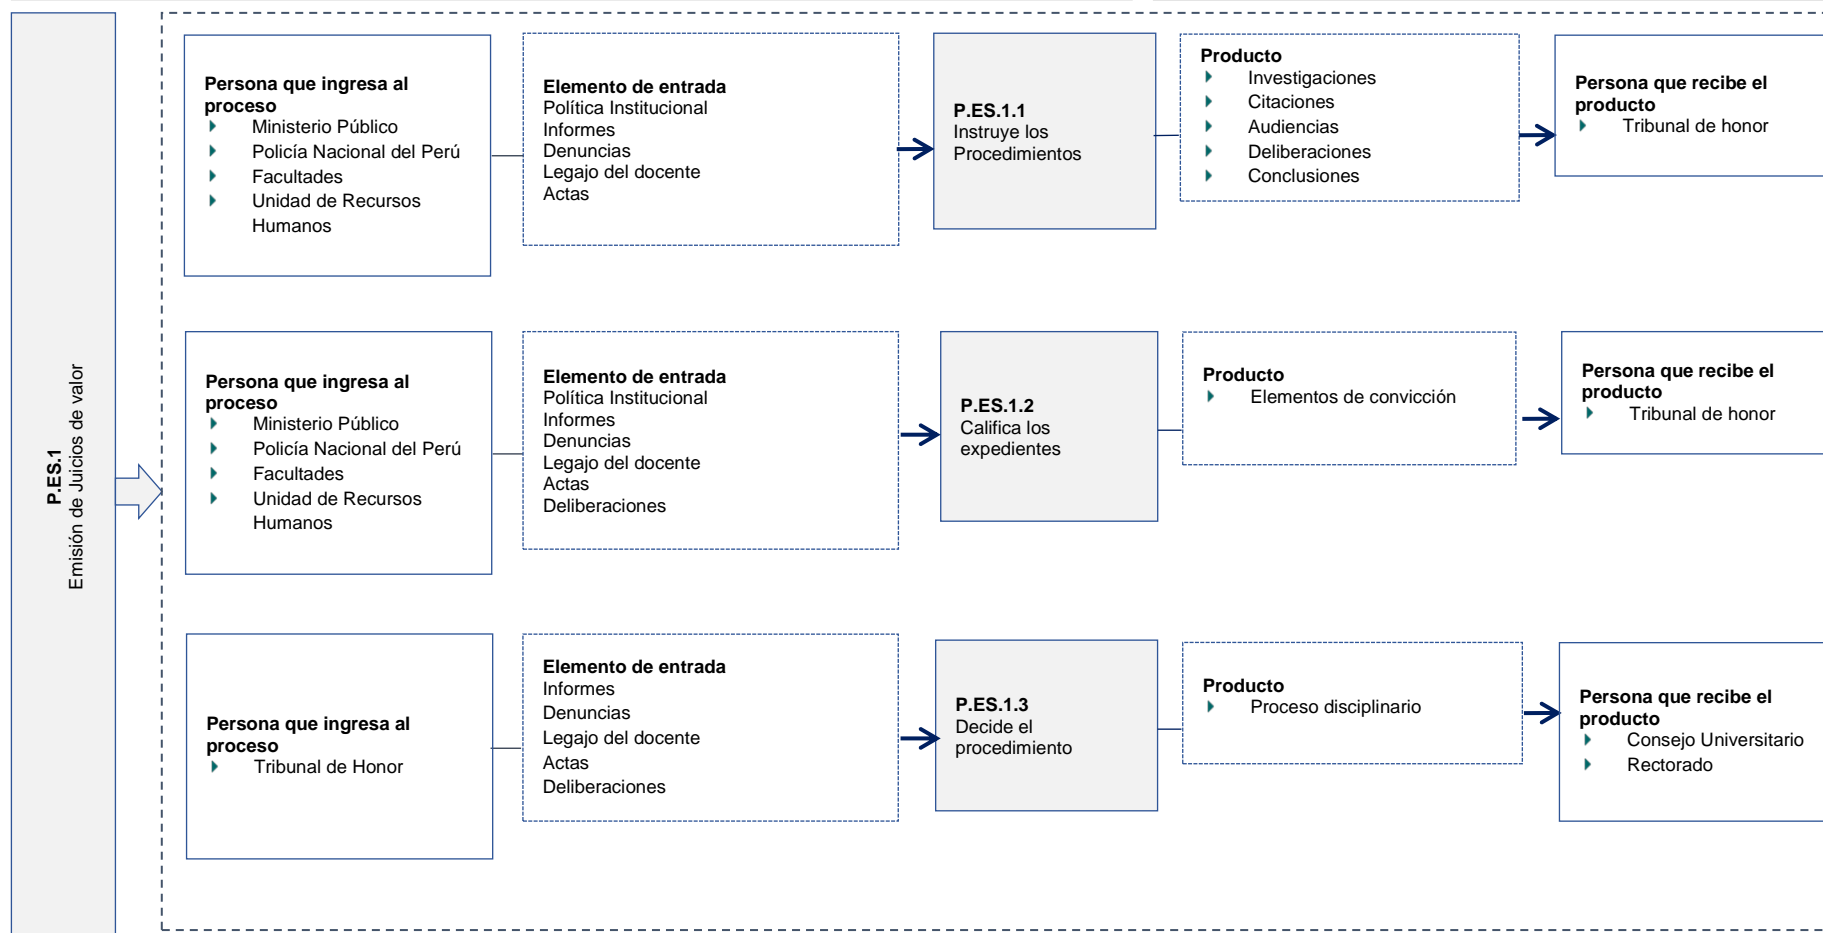 P.ES.1
Emisión de Juicios de valor
Persona que ingresa al
proceso
Ministerio Público
Policía Nacional del Perú
Facultades
Unidad de Recursos
Humanos
Elemento de entrada
Política Institucional
Informes
Denuncias
Legajo del docente
Actas
P.ES.1.1
Instruye los
Procedimientos
Producto
Investigaciones
Citaciones
Audiencias
Deliberaciones
Conclusiones
Persona que recibe el
producto
Tribunal de honor
Persona que ingresa al
proceso
Ministerio Público
Policía Nacional del Perú
Facultades
Unidad de Recursos
Humanos
Elemento de entrada
Política Institucional
Informes
Denuncias
Legajo del docente
Actas
Deliberaciones
P.ES.1.2
Califica los
expedientes
Producto
Elementos de convicción
Persona que recibe el
producto
Tribunal de honor
Persona que ingresa al
proceso
Tribunal de Honor
Elemento de entrada
Informes
Denuncias
Legajo del docente
Actas
Deliberaciones
P.ES.1.3
Decide el
procedimiento
Producto
Proceso disciplinario
Persona que recibe el
producto
Consejo Universitario
Rectorado